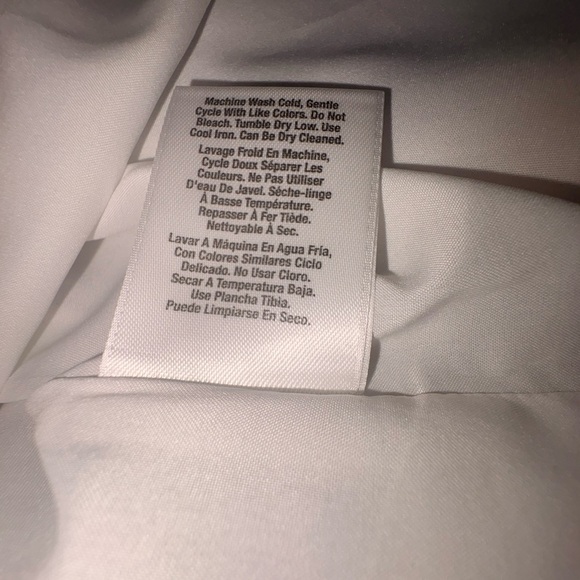 Machine Wash Cold, Gentle
Cycle With Like Colors. Do Not
Bleach. Tumble Dry Low. Use
Cool Iron. Can Be Dry Cleaned.
Lavage Froid En Machine,
Cycle Doux Séparer Les
Couleurs. Ne Pas Utiliser
D'eau De Javel. Sèche-linge
À Basse Température.
Repasser À Fer Tiède.
Nettoyable À Sec.
Lavar A Máquina En Agua Fría,
Con Colores Similares Ciclo
Delicado. No Usar Cloro.
Secar A Temperatura Baja.
Use Plancha Tibia.
Puede Limpiarse En Seco.